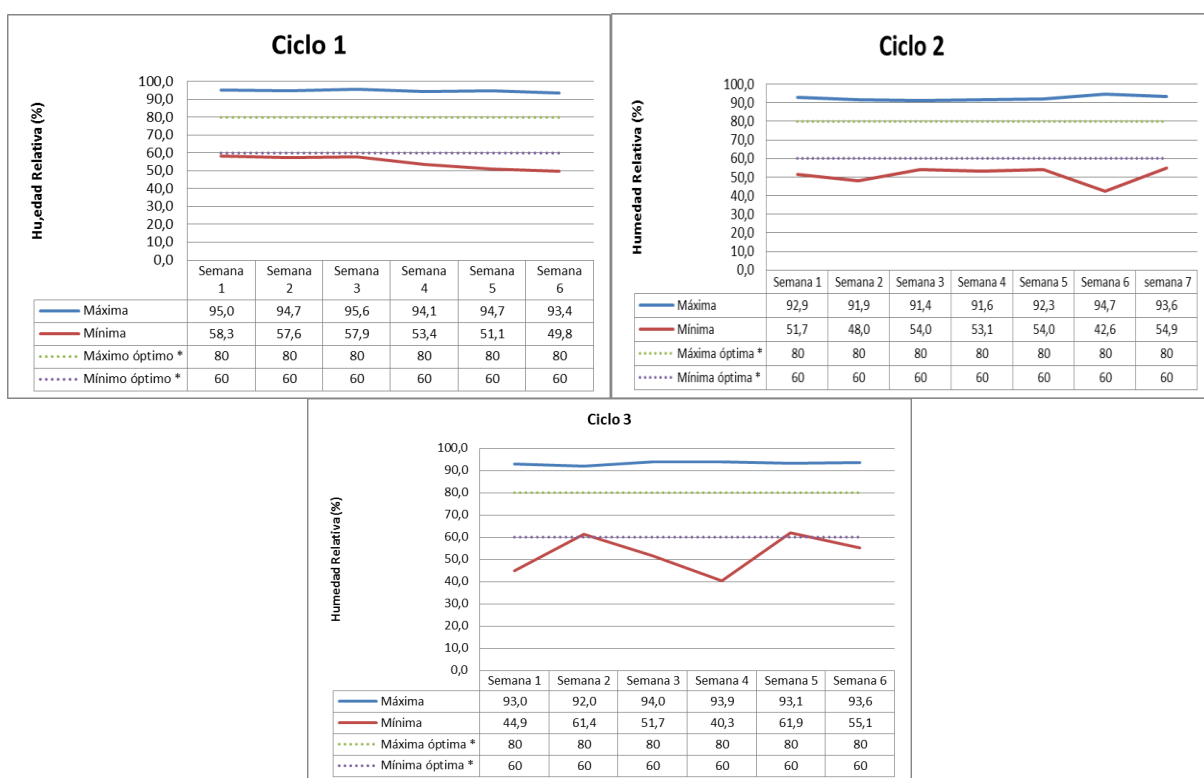 Ciclo 1
Hu,edad Relativa (%)
100,0
90,0
80,0
70,0
60,0
50,0
40,0
30,0
20,0
10,0
0,0
Semana 1 Semana 2 Semana 3 Semana 4 Semana 5 Semana 6
Máxima 95,0 94,7 95,6 94,1 94,7 93,4
Mínima 58,3 57,6 57,9 53,4 51,1 49,8
Máximo óptimo * 80 80 80 80 80 80
Mínimo óptimo * 60 60 60 60 60 60
Ciclo 2
Humedad Relativa (%)
100,0
90,0
80,0
70,0
60,0
50,0
40,0
30,0
20,0
10,0
0,0
Semana 1 Semana 2 Semana 3 Semana 4 Semana 5 Semana 6 semana 7
Máxima 92,9 91,9 91,4 91,6 92,3 94,7 93,6
Mínima 51,7 48,0 54,0 53,1 54,0 42,6 54,9
Máxima óptima * 80 80 80 80 80 80 80
Mínima óptima * 60 60 60 60 60 60 60
Ciclo 3
Humedad Relativa (%)
100,0
90,0
80,0
70,0
60,0
50,0
40,0
30,0
20,0
10,0
0,0
Semana 1 Semana 2 Semana 3 Semana 4 Semana 5 Semana 6
Máxima 93,0 92,0 94,0 93,9 93,1 93,6
Mínima 44,9 61,4 51,7 40,3 61,9 55,1
Máxima óptima * 80 80 80 80 80 80
Mínima óptima * 60 60 60 60 60 60